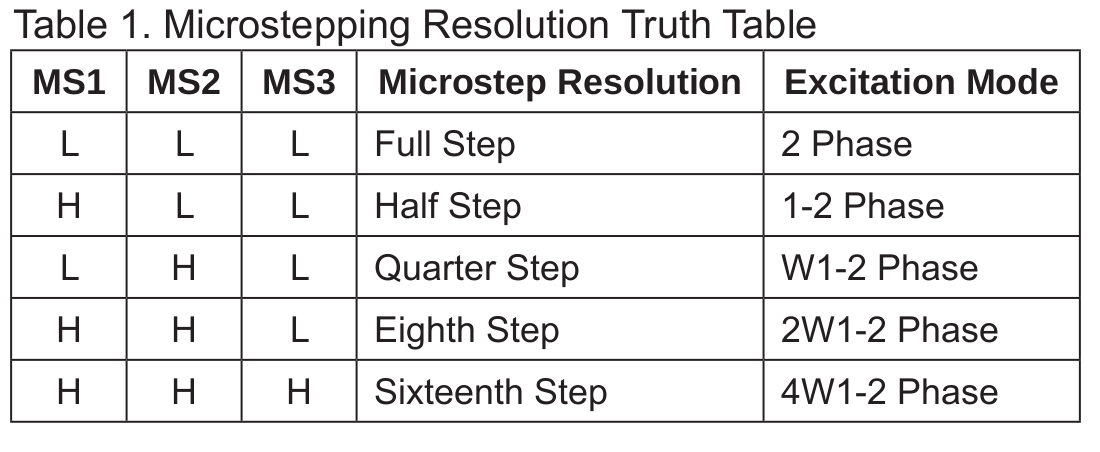 Table 1. Microstepping Resolution Truth Table
MS1 MS2 MS3 Microstep Resolution Excitation Mode
L L L Full Step 2 Phase
H L L Half Step 1-2 Phase
L H L Quarter Step W1-2 Phase
H H L Eighth Step 2W1-2 Phase
H H H Sixteenth Step 4W1-2 Phase